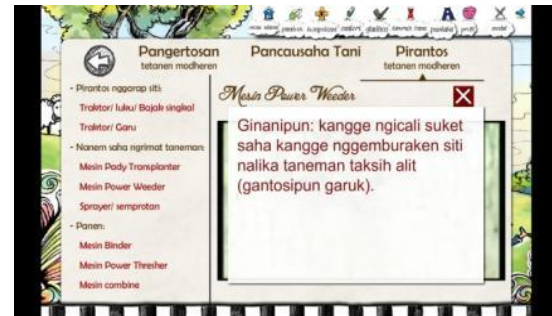 Pangertosan
tetanen modheren
Pancausaha Tani
Pirantos
tetanen modheren
- Pirantos nggarap siti:
Traktor/ luku/ Bajak singkal
Traktor/ Garu
- Nanem saha ngrimat taneman:
Mesin Pady Transplanter
Mesin Power Weeder
Sprayer/ semprotan
- Panen:
Mesin Binder
Mesin Power Thresher
Mesin combine
Mesin Power Weeder
X
Ginanipun: kangge ngicali suket
saha kangge nggemburaken siti
nalika taneman taksih alit
(gantosipun garuk).